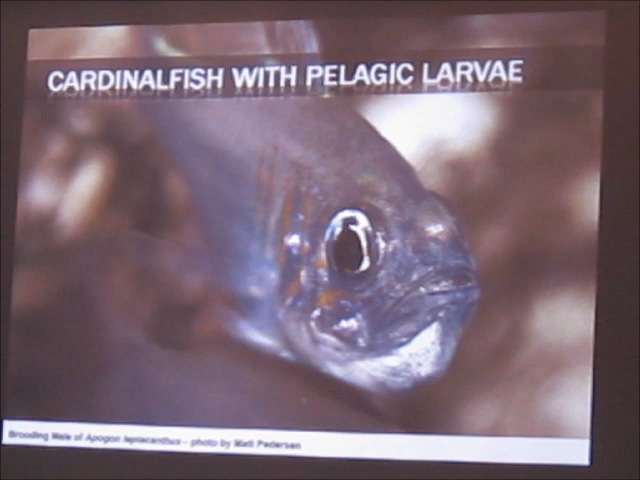 CARDINALFISH WITH PELAGIC LARVAE
Brooding Male of Apogon leptacanthus – photo by Matt Pedersen